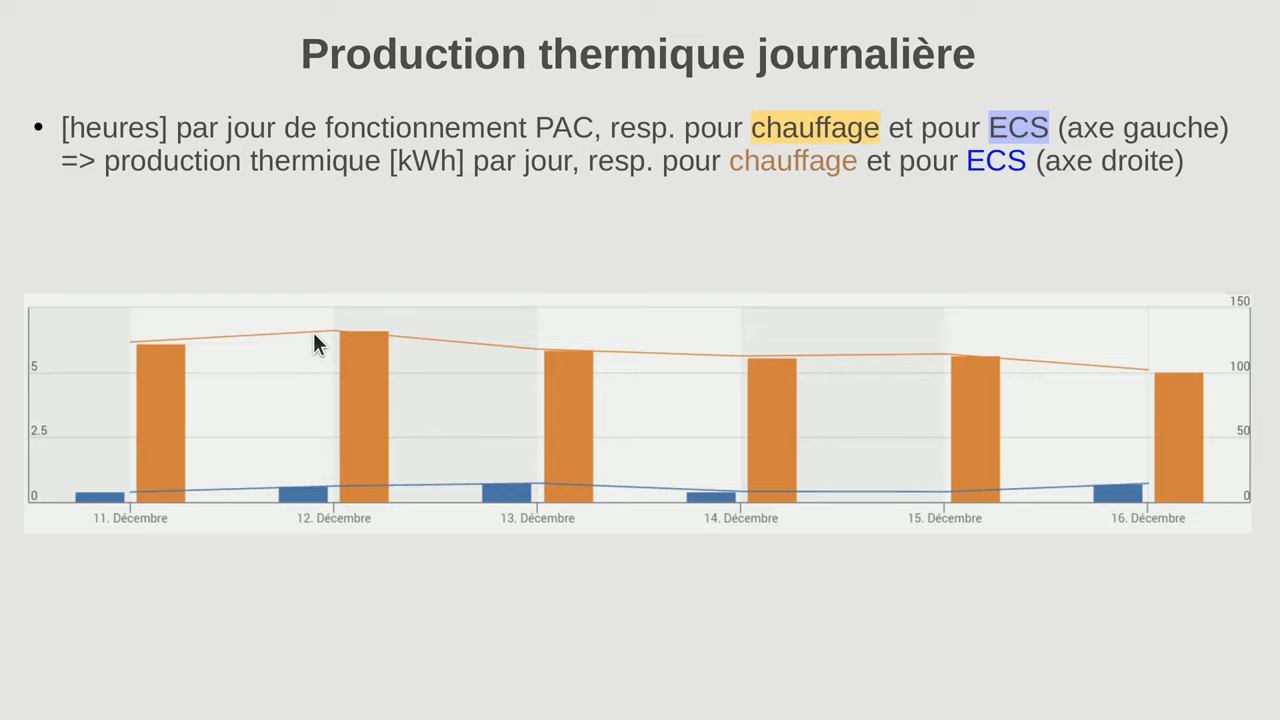 Production thermique journalière
• [heures] par jour de fonctionnement PAC, resp. pour chauffage et pour ECS (axe gauche)
=> production thermique [kWh] par jour, resp. pour chauffage et pour ECS (axe droite)
150
5
100
2.5
50
0
0
11. Décembre
12. Décembre
13. Décembre
14. Décembre
15. Décembre
16. Décembre